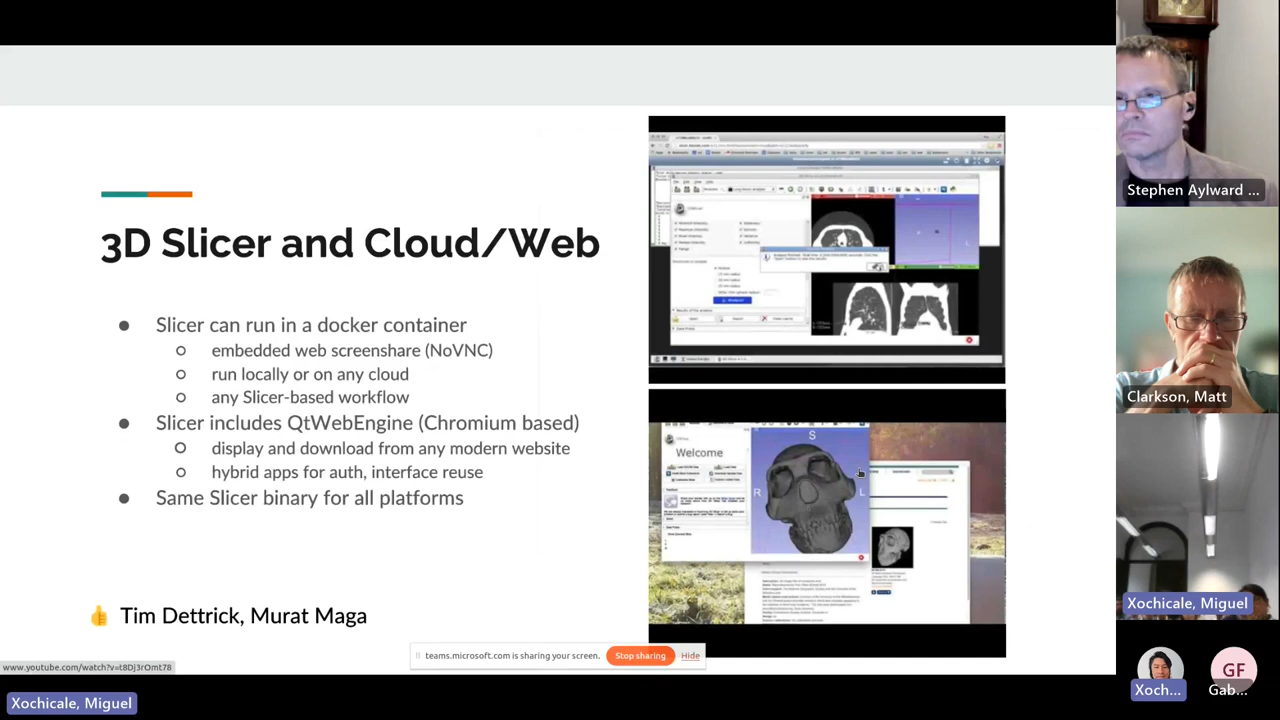 3D Slicer and Cloud/Web
● Slicer can run in a docker container
○ embedded web screenshare (NoVNC)
○ run locally or on any cloud
○ any Slicer-based workflow
● Slicer includes QtWebEngine (Chromium based)
○ display and download from any modern website
○ hybrid apps for auth, interface reuse
● Same Slicer binary for all platforms
👍 Tim Dettrick, Murat Maga
Welcome
S
R
L
teams.microsoft.com is sharing your screen.
Stop sharing
Hide
www.youtube.com/watch?v=t8Dj3rOmt78
Xochicale, Miguel
Stephen Aylward ...
Clarkson, Matt
Xochicale, Miguel
GF
Xoch...
Gab...